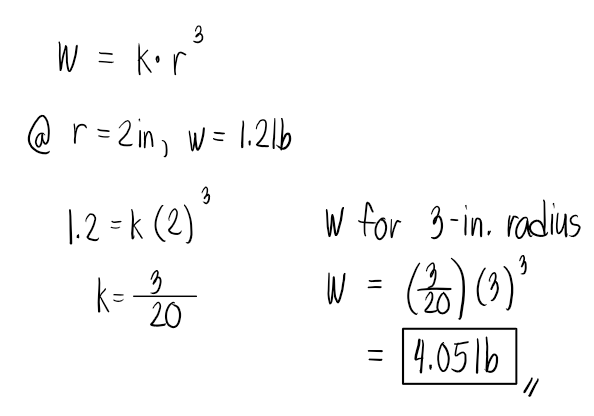 W = k·r³
@ r = 2in, w = 1.2lb
1.2 = k(2)³
k = 3/20
W for 3-in. radius
W = (3/20)(3)³
= 4.05lb